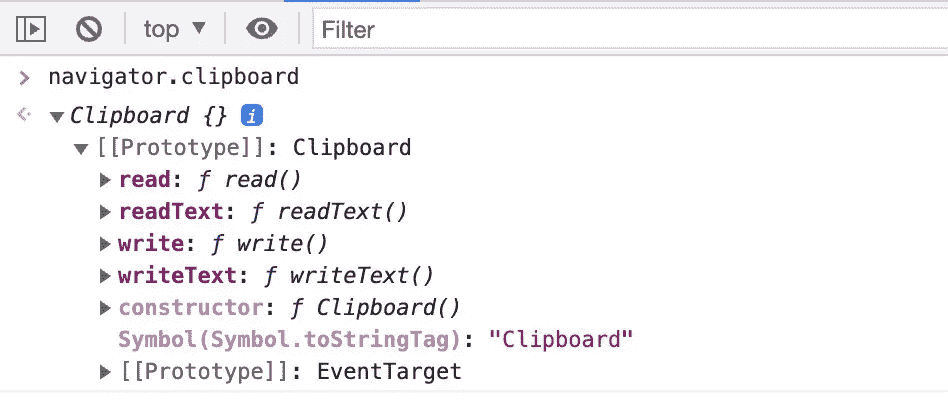 top Filter
navigator.clipboard
Clipboard {} i
[[Prototype]]: Clipboard
read: ƒ read()
readText: ƒ readText()
write: ƒ write()
writeText: ƒ writeText()
constructor: ƒ Clipboard()
Symbol(Symbol.toStringTag): "Clipboard"
[[Prototype]]: EventTarget